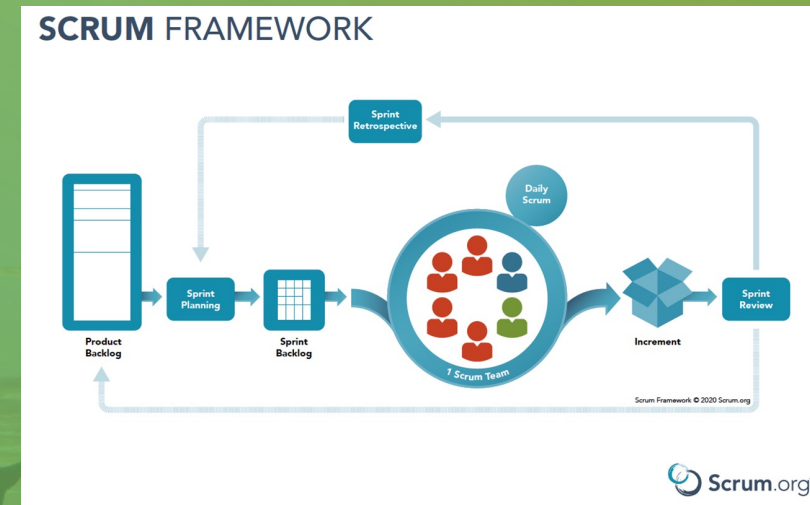 SCRUM FRAMEWORK
Sprint
Retrospective
Daily
Scrum
Sprint
Planning
Sprint
Review
Product
Backlog
Sprint
Backlog
1 Scrum Team
Increment
Scrum Framework © 2020 Scrum.org
Scrum.org